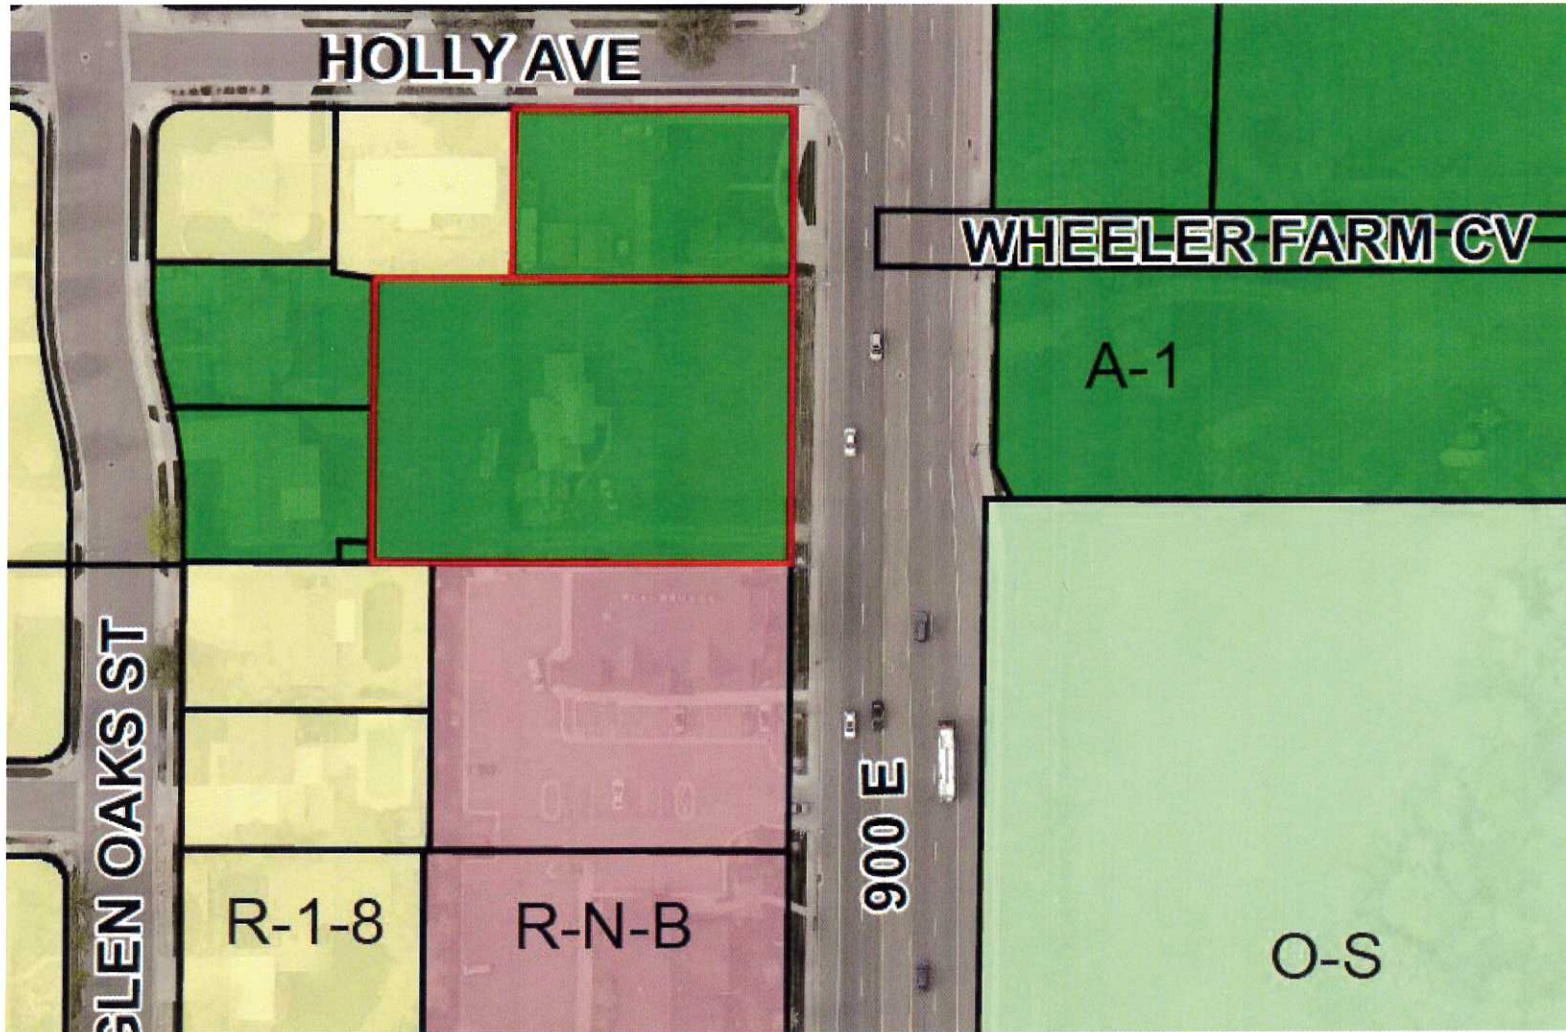 HOLLY AVE
WHEELER FARM CV
A-1
GLEN OAKS ST
900 E
R-1-8
R-N-B
O-S